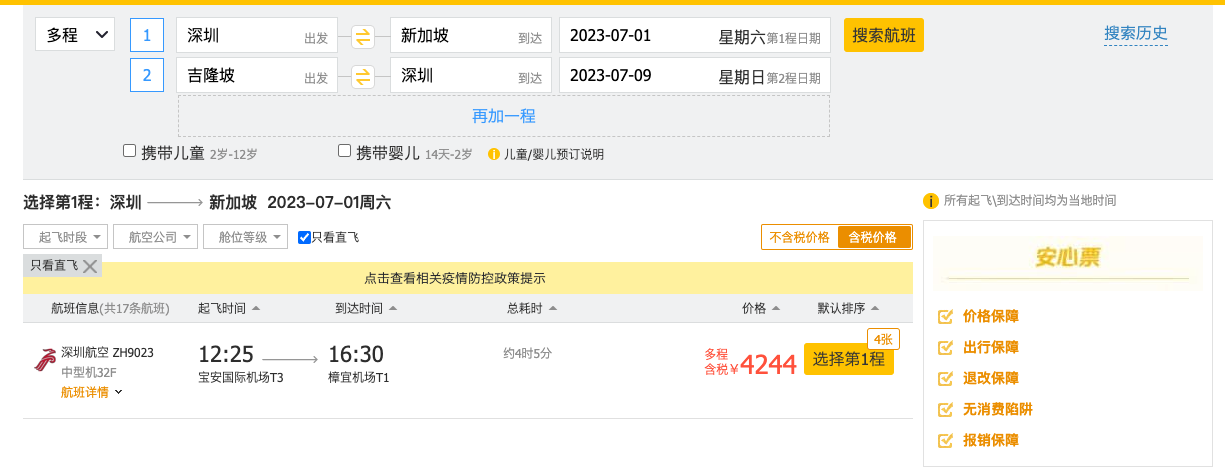 多程 1 深圳 出发 新加坡 到达 2023-07-01 星期六第1程日期 搜索航班 搜索历史
2 吉隆坡 出发 深圳 到达 2023-07-09 星期日第2程日期
再加一程
携带儿童 2岁-12岁 携带婴儿 14天-2岁 儿童/婴儿预订说明
选择第1程: 深圳 新加坡 2023-07-01周六
所有起飞\到达时间均为当地时间
起飞时段 航空公司 舱位等级 只看直飞 不含税价格 含税价格
只看直飞
点击查看相关疫情防控政策提示
航班信息(共17条航班) 起飞时间 到达时间 总耗时 价格 默认排序
深圳航空 ZH9023
中型机32F
航班详情
12:25 16:30
宝安国际机场T3 樟宜机场T1
约4时5分
多程
含税¥4244
4张
选择第1程
安心票
价格保障
出行保障
退改保障
无消费陷阱
报销保障